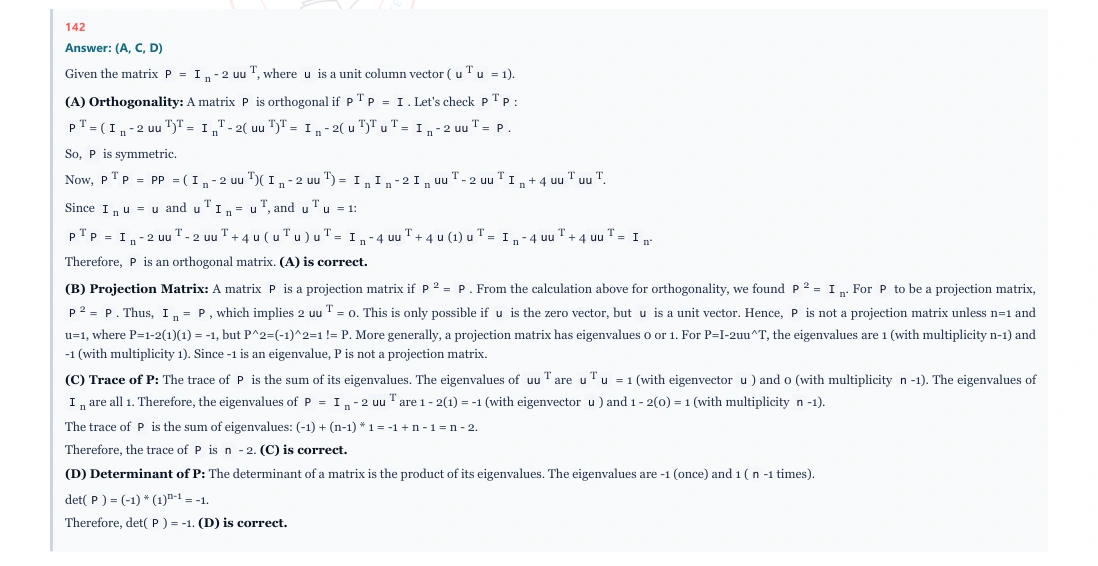 142
Answer: (A, C, D)
Given the matrix P = I n - 2 uu T, where u is a unit column vector ( u T u = 1).
(A) Orthogonality: A matrix P is orthogonal if P T P = I . Let's check P T P :
P T = ( I n - 2 uu T)T = I n T - 2( uu T)T = I n - 2( u T)T u T = I n - 2 uu T = P .
So, P is symmetric.
Now, P T P = PP = ( I n - 2 uu T)( I n - 2 uu T) = I n I n - 2 I n uu T - 2 uu T I n + 4 uu T uu T.
Since I n u = u and u T I n = u T, and u T u = 1:
P T P = I n - 2 uu T - 2 uu T + 4 u ( u T u ) u T = I n - 4 uu T + 4 u (1) u T = I n - 4 uu T + 4 uu T = I n.
Therefore, P is an orthogonal matrix. (A) is correct.
(B) Projection Matrix: A matrix P is a projection matrix if P 2 = P . From the calculation above for orthogonality, we found P 2 = I n. For P to be a projection matrix,
P 2 = P . Thus, I n = P , which implies 2 uu T = 0. This is only possible if u is the zero vector, but u is a unit vector. Hence, P is not a projection matrix unless n=1 and
u=1, where P=1-2(1)(1) = -1, but P^2=(-1)^2=1 != P. More generally, a projection matrix has eigenvalues 0 or 1. For P=I-2uu^T, the eigenvalues are 1 (with multiplicity n-1) and
-1 (with multiplicity 1). Since -1 is an eigenvalue, P is not a projection matrix.
(C) Trace of P: The trace of P is the sum of its eigenvalues. The eigenvalues of uu T are u T u = 1 (with eigenvector u ) and 0 (with multiplicity n -1). The eigenvalues of
I n are all 1. Therefore, the eigenvalues of P = I n - 2 uu T are 1 - 2(1) = -1 (with eigenvector u ) and 1 - 2(0) = 1 (with multiplicity n -1).
The trace of P is the sum of eigenvalues: (-1) + (n-1) * 1 = -1 + n - 1 = n - 2.
Therefore, the trace of P is n - 2. (C) is correct.
(D) Determinant of P: The determinant of a matrix is the product of its eigenvalues. The eigenvalues are -1 (once) and 1 ( n -1 times).
det( P ) = (-1) * (1)n-1 = -1.
Therefore, det( P ) = -1. (D) is correct.